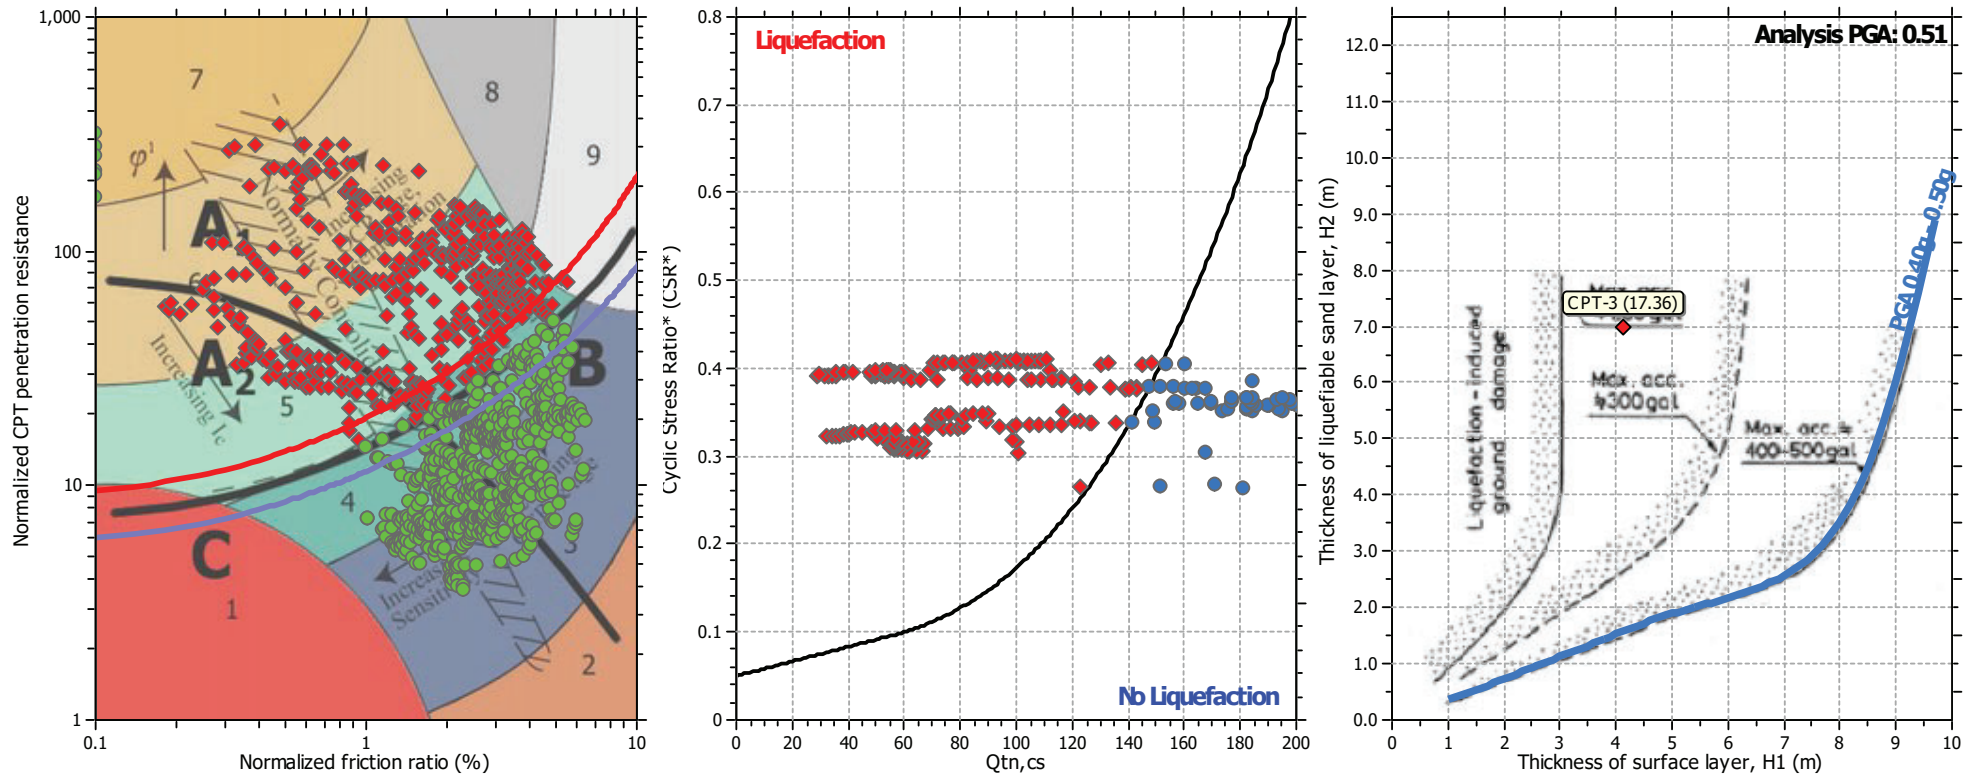 1,000
100
10
1
0.1
1
10
Normalized CPT penetration resistance
Normalized friction ratio (%)
7
8
9
φ¹
A1
6
A2
5
B
4
C
3
1
2
Increasing Ic
Normally Consolid
Increasing
Sensitivity
Liquefaction
No Liquefaction
0.8
0.7
0.6
0.5
0.4
0.3
0.2
0.1
0
0
20
40
60
80
100
120
140
160
180
200
Cyclic Stress Ratio* (CSR*)
Qtn,cs
Analysis PGA: 0.51
12.0
11.0
10.0
9.0
8.0
7.0
6.0
5.0
4.0
3.0
2.0
1.0
0.0
0
1
2
3
4
5
6
7
8
9
10
Thickness of liquefiable sand layer, H2 (m)
Thickness of surface layer, H1 (m)
Liquefaction-induced
ground damage
CPT-3 (17.36)
Max. acc.
≒300gal
Max. acc.≒
400~500gal
PGA 0.40g - 0.50g